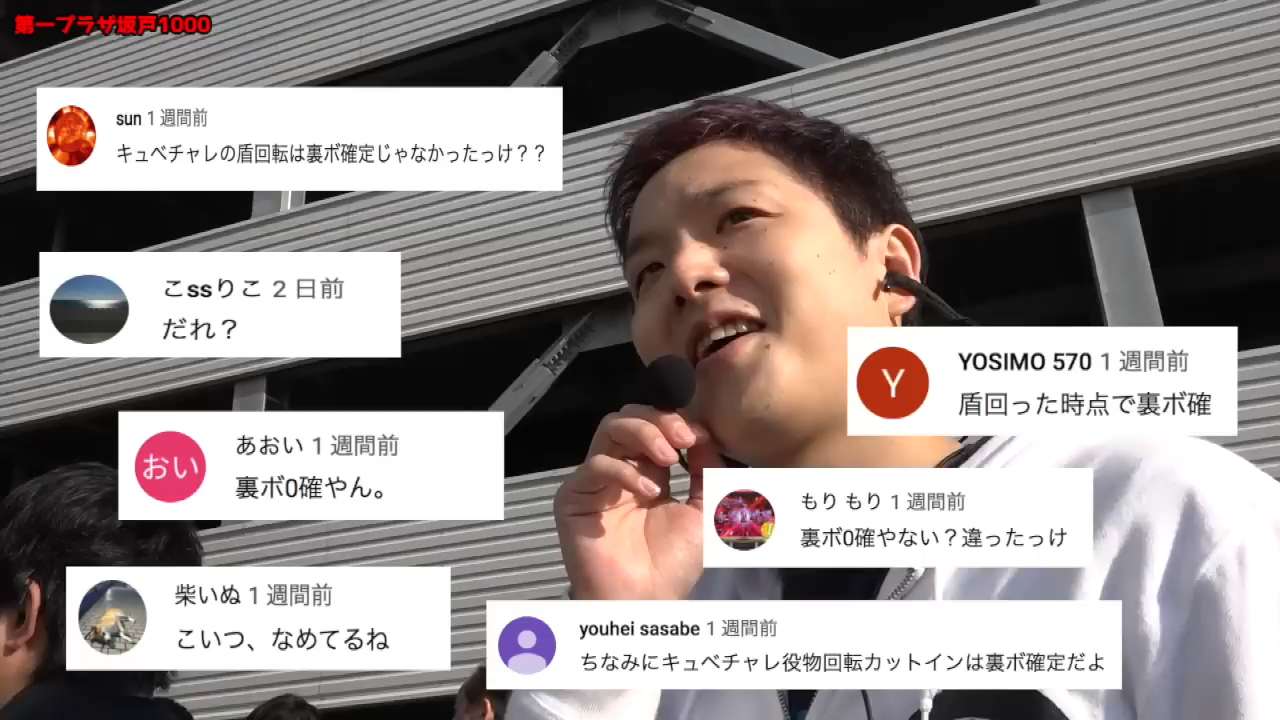 第一プラザ坂戸1000
sun 1 週間前
キュベチャレの盾回転は裏ボ確定じゃなかったっけ？？
こssりこ 2 日前
だれ？
YOSIMO 570 1 週間前
盾回った時点で裏ボ確
おい
あおい 1 週間前
裏ボ0確やん。
もり もり 1 週間前
裏ボ0確やない？違ったっけ
柴いぬ 1 週間前
こいつ、なめてるね
youhei sasabe 1 週間前
ちなみにキュベチャレ役物回転カットインは裏ボ確定だよ
Y